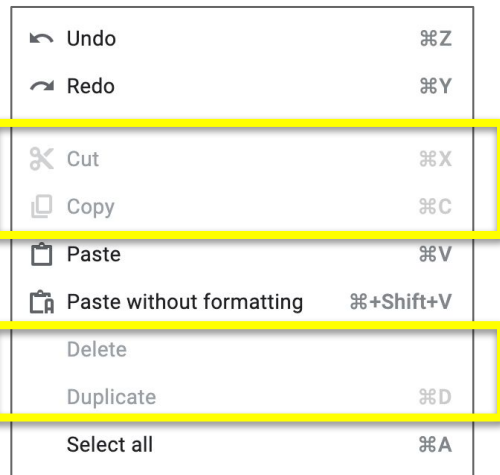 Undo ⌘Z
Redo ⌘Y
Cut ⌘X
Copy ⌘C
Paste ⌘V
Paste without formatting ⌘+Shift+V
Delete
Duplicate ⌘D
Select all ⌘A